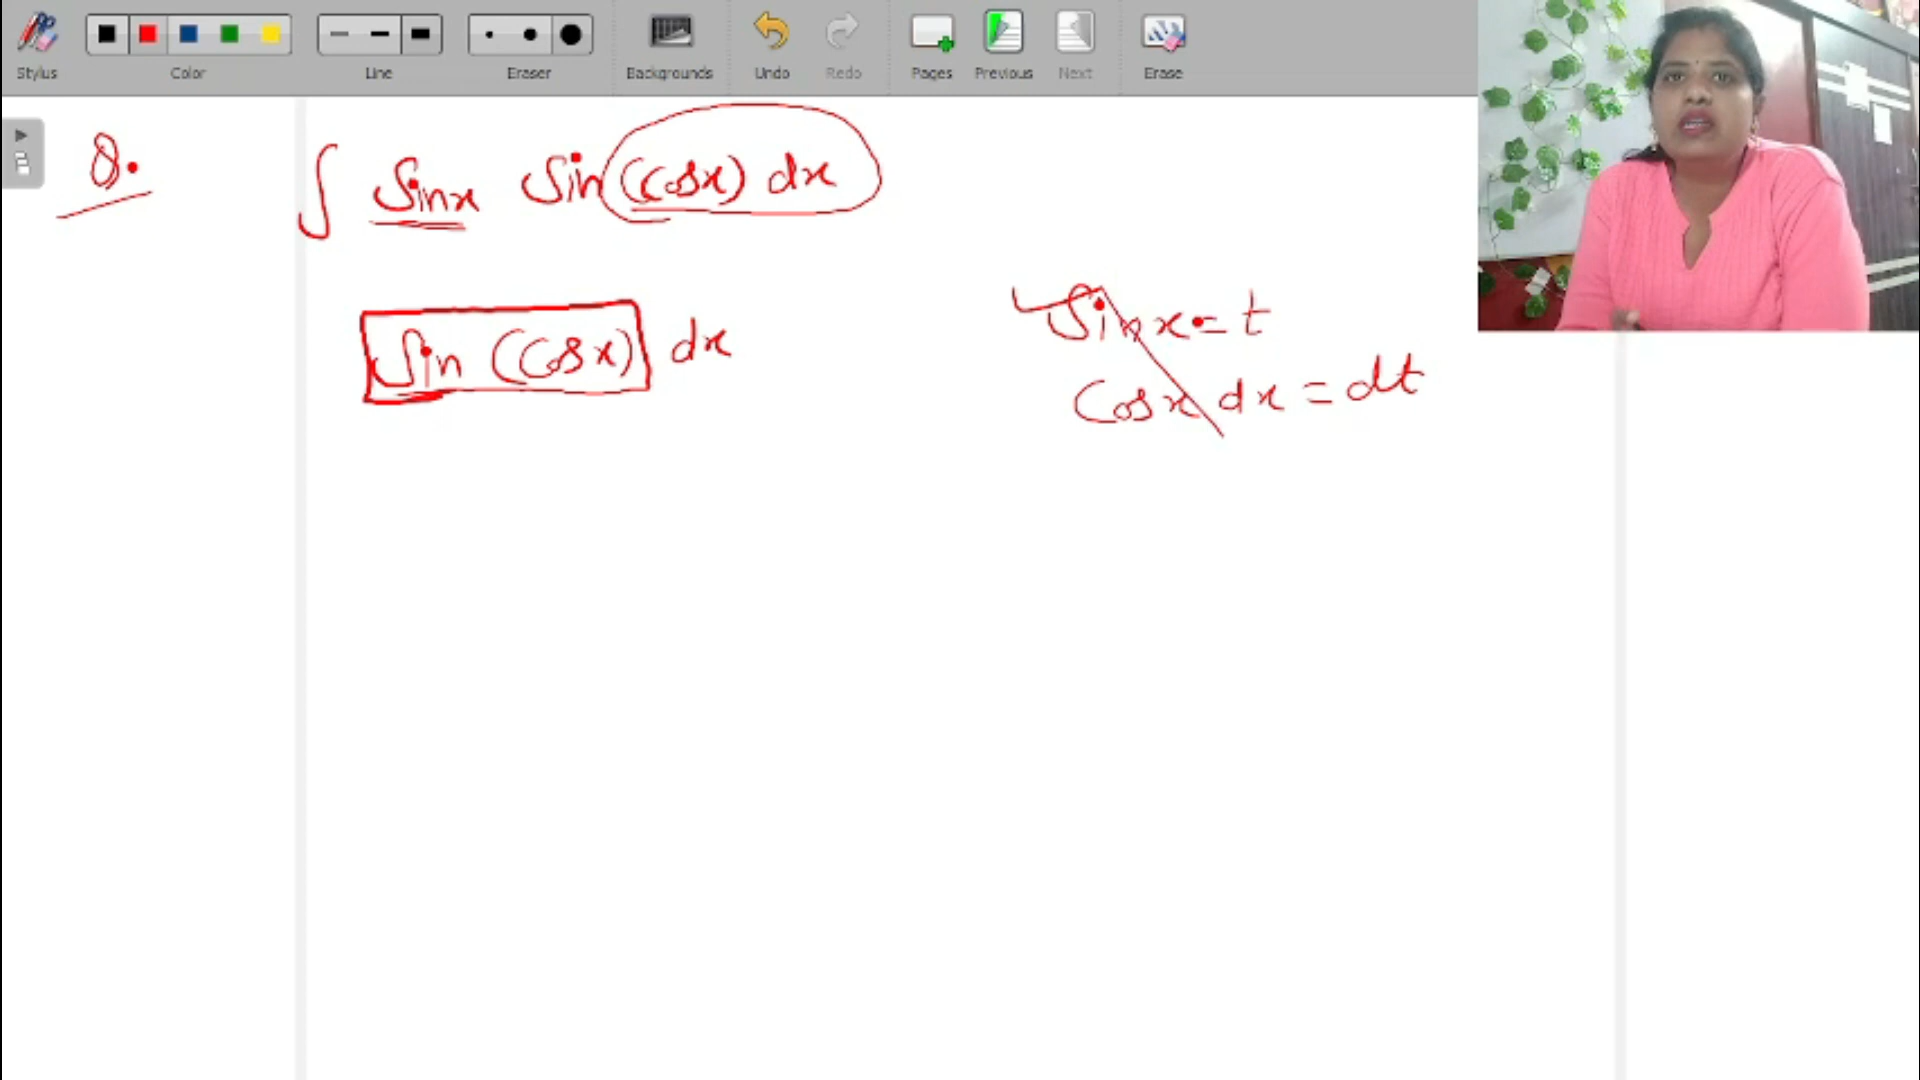 Stylus Color Line Eraser Backgrounds Undo Redo Pages Previous Next Erase
Q. ∫ Sinx Sin (Cosx) dx
Sin (Cosx) dx
Sinx = t
Cosx dx = dt